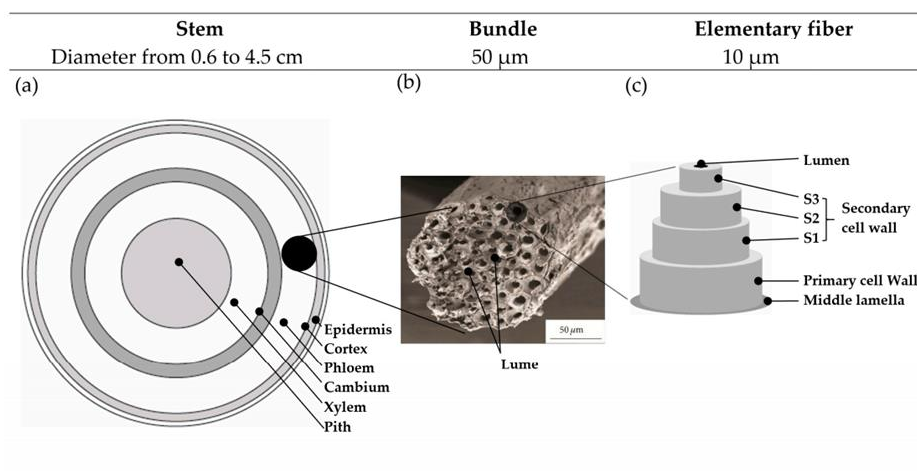 Stem Bundle Elementary fiber
Diameter from 0.6 to 4.5 cm 50 µm 10 µm
(a) (b) (c)
Lumen
S3
S2
S1
Secondary
cell wall
Primary cell Wall
Middle lamella
50 µm
Lume
Epidermis
Cortex
Phloem
Cambium
Xylem
Pith